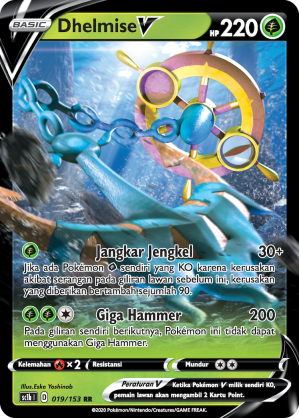 BASIC Dhelmise V HP 220
Jangkar Jengkel 30+
Jika ada Pokémon sendiri yang KO karena kerusakan
akibat serangan pada giliran lawan sebelum ini, kerusakan
yang diberikan bertambah sejumlah 90.
Giga Hammer 200
Pada giliran sendiri berikutnya, Pokémon ini tidak dapat
menggunakan Giga Hammer.
Kelemahan ×2 Resistansi Mundur
Illus. Eske Yoshinob
Peraturan V Ketika Pokémon V milik sendiri KO,
pemain lawan akan mengambil 2 Kartu Point.
sc1b I D 019/153 RR
©2020 Pokémon/Nintendo/Creatures/GAME FREAK.